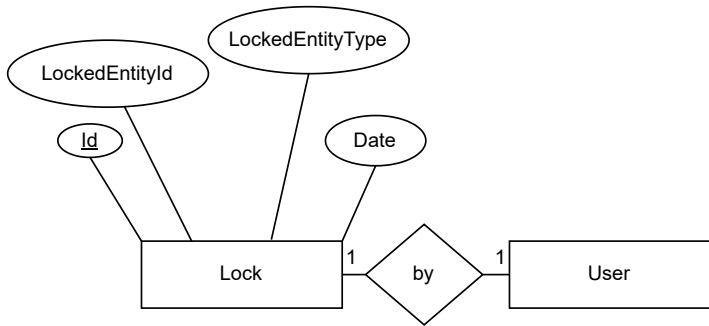 LockedEntityType
LockedEntityId
Id
Date
Lock
1
by
1
User